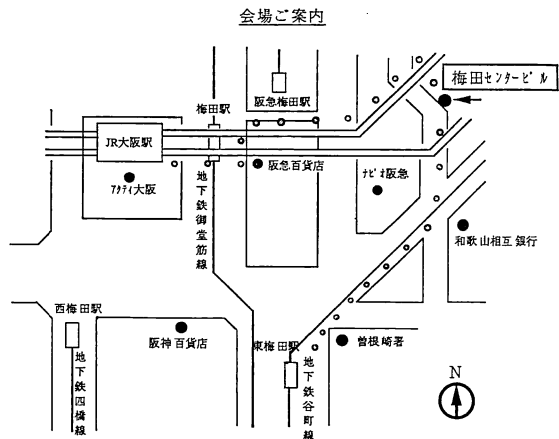 会場ご案内
梅田センタービル
梅田駅
阪急梅田駅
JR大阪駅
阪急百貨店
ナビオ阪急
アクティ大阪
地下鉄御堂筋線
和歌山相互銀行
西梅田駅
阪神百貨店
東梅田駅
曽根崎署
地下鉄四橋線
地下鉄谷町線
N